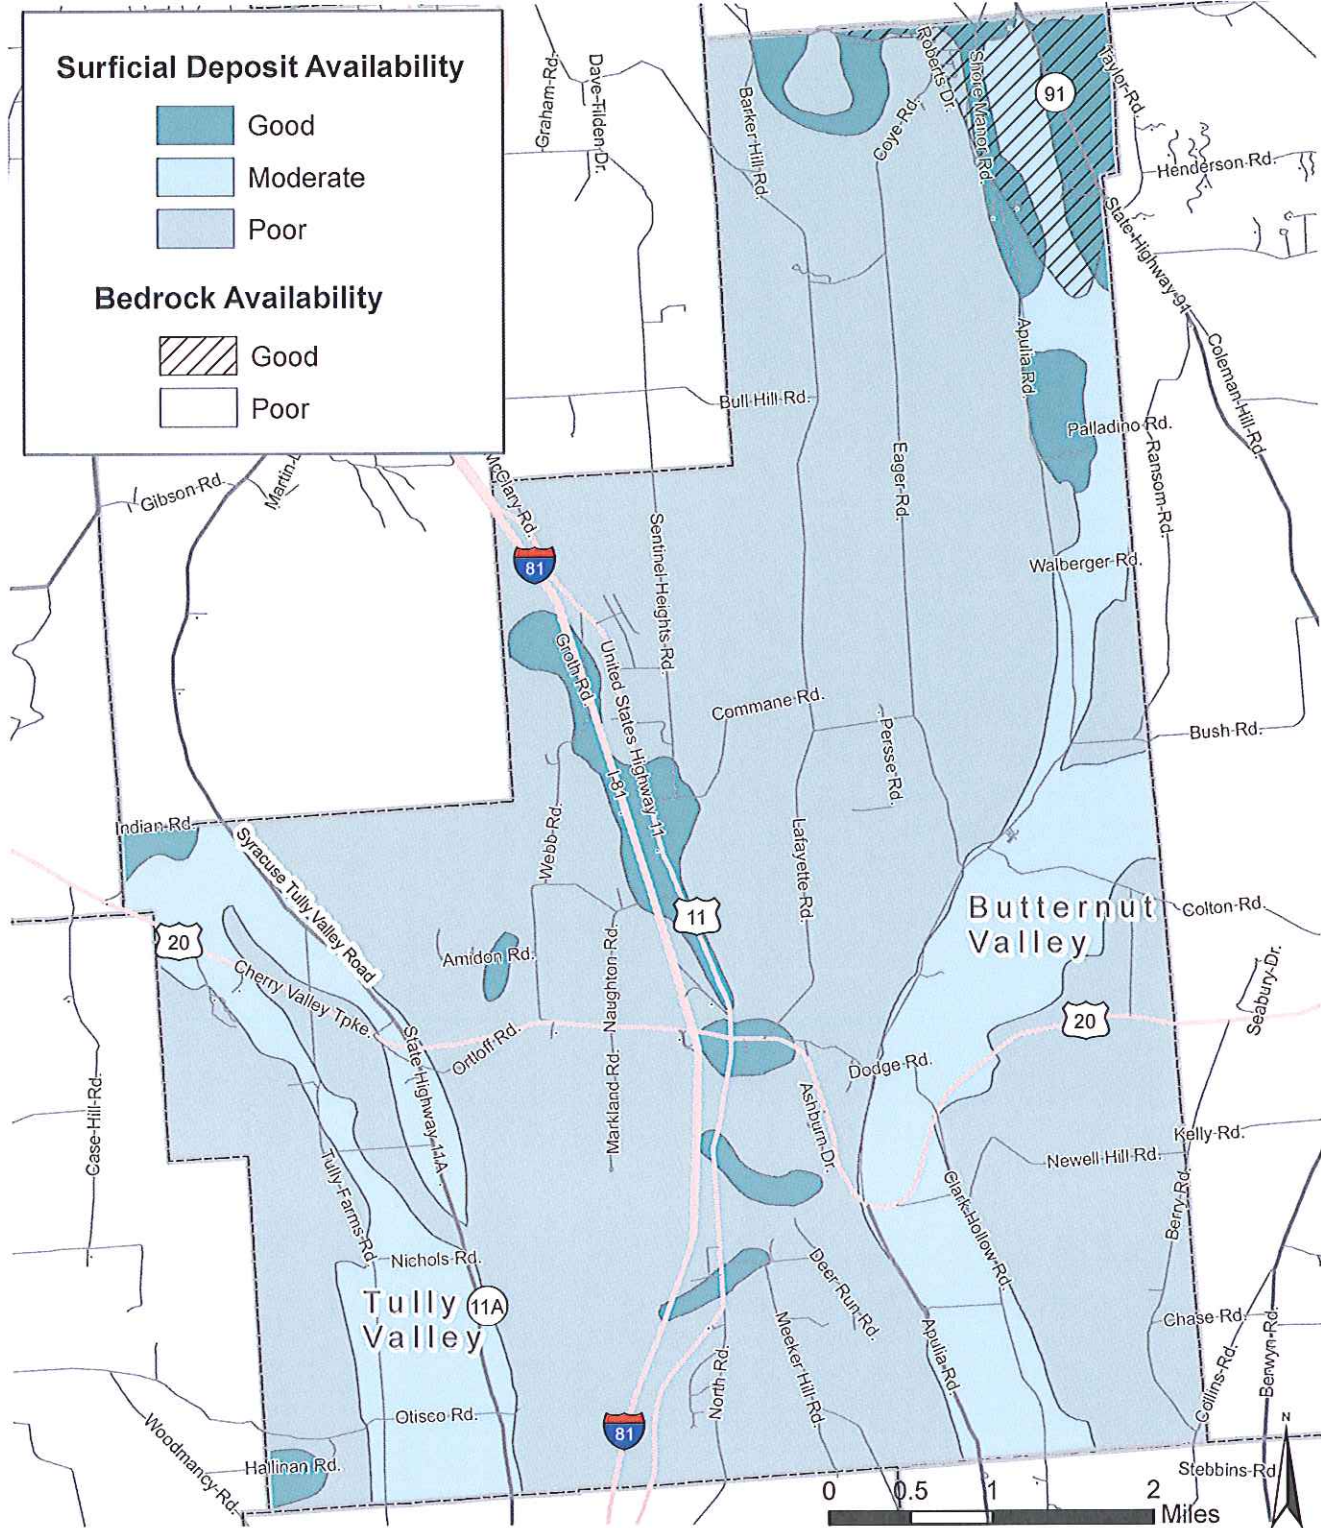 Surficial Deposit Availability
Good
Moderate
Poor
Bedrock Availability
Good
Poor
Graham Rd.
Dave Tilden Dr.
Barker Hill Rd.
Coye Rd.
Roberts Dr.
Shore Manor Rd.
91
Taylor Rd.
Henderson Rd.
State Highway 91
Coleman Hill Rd.
Apulia Rd.
Bull Hill Rd.
Palladino Rd.
Ransom Rd.
Eager Rd.
Gibson Rd.
McClary Rd.
Sentinel Heights Rd.
81
Walberger Rd.
Groth Rd.
United States Highway 11
Commane Rd.
Persse Rd.
Bush Rd.
I-81
Webb Rd.
Lafayette Rd.
Indian Rd.
Syracuse Tully Valley Road
Butternut
Valley
Colton Rd.
11
20
Cherry Valley Tpke.
Amidon Rd.
Naughton Rd.
Seabury Dr.
20
State Highway 11A
Ortloff Rd.
Markland Rd.
Dodge Rd.
Ashburn Dr.
Case Hill Rd.
Kelly Rd.
Newell Hill Rd.
Berry Rd.
Tully Farms Rd.
Clark Hollow Rd.
Nichols Rd.
Tully
Valley
11A
Deer Run Rd.
Meeker Hill Rd.
Chase Rd.
Apulia Rd.
North Rd.
Collins Rd.
Berwyn Rd.
Otisco Rd.
81
Woodmancy Rd.
Hallinan Rd.
Stebbins Rd.
N
0 0.5 1 2
Miles